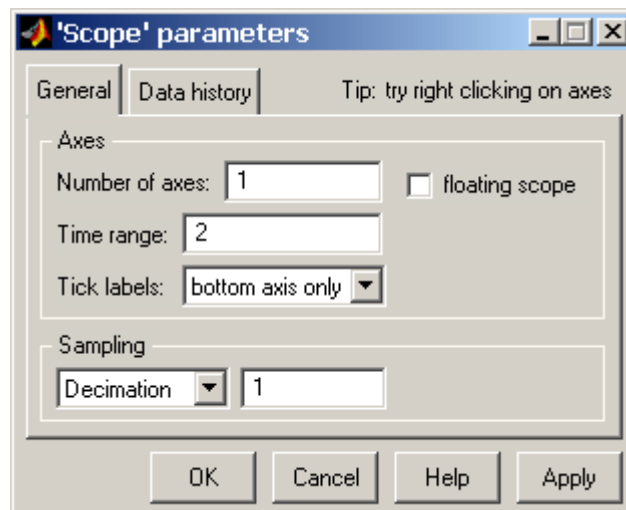 'Scope' parameters
General Data history Tip: try right clicking on axes
Axes
Number of axes: 1 floating scope
Time range: 2
Tick labels: bottom axis only
Sampling
Decimation 1
OK Cancel Help Apply